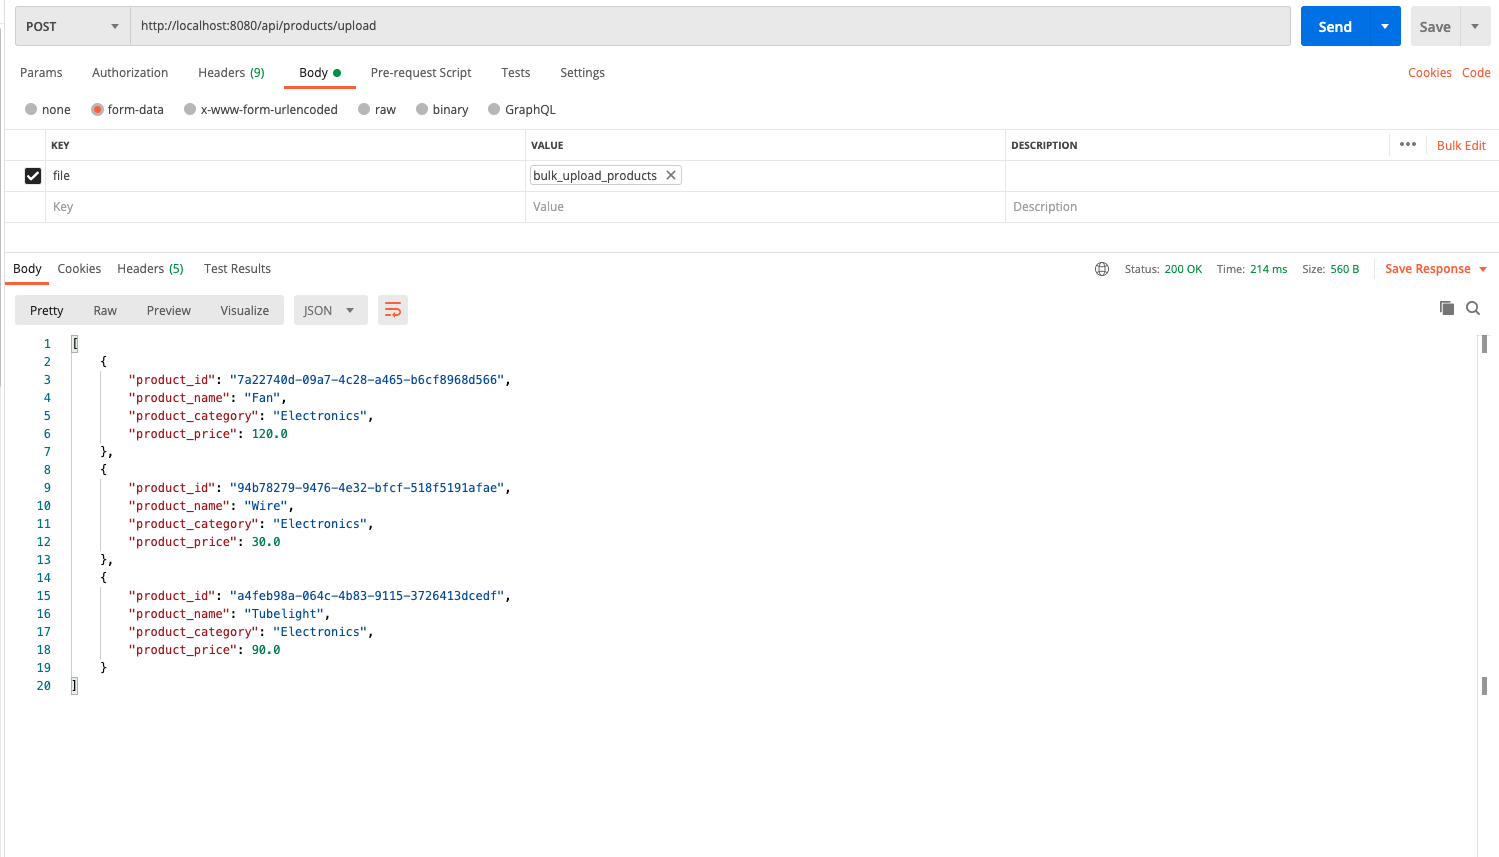 POST http://localhost:8080/api/products/upload Send Save
Params Authorization Headers (9) Body Pre-request Script Tests Settings Cookies Code
none form-data x-www-form-urlencoded raw binary GraphQL
KEY VALUE DESCRIPTION ••• Bulk Edit
file bulk_upload_products
Key Value Description
Body Cookies Headers (5) Test Results Status: 200 OK Time: 214 ms Size: 560 B Save Response
Pretty Raw Preview Visualize JSON
1 [
2 {
3 "product_id": "7a22740d-09a7-4c28-a465-b6cf8968d566",
4 "product_name": "Fan",
5 "product_category": "Electronics",
6 "product_price": 120.0
7 },
8 {
9 "product_id": "94b78279-9476-4e32-bfcf-518f5191afae",
10 "product_name": "Wire",
11 "product_category": "Electronics",
12 "product_price": 30.0
13 },
14 {
15 "product_id": "a4feb98a-064c-4b83-9115-3726413dcedf",
16 "product_name": "Tubelight",
17 "product_category": "Electronics",
18 "product_price": 90.0
19 }
20 ]